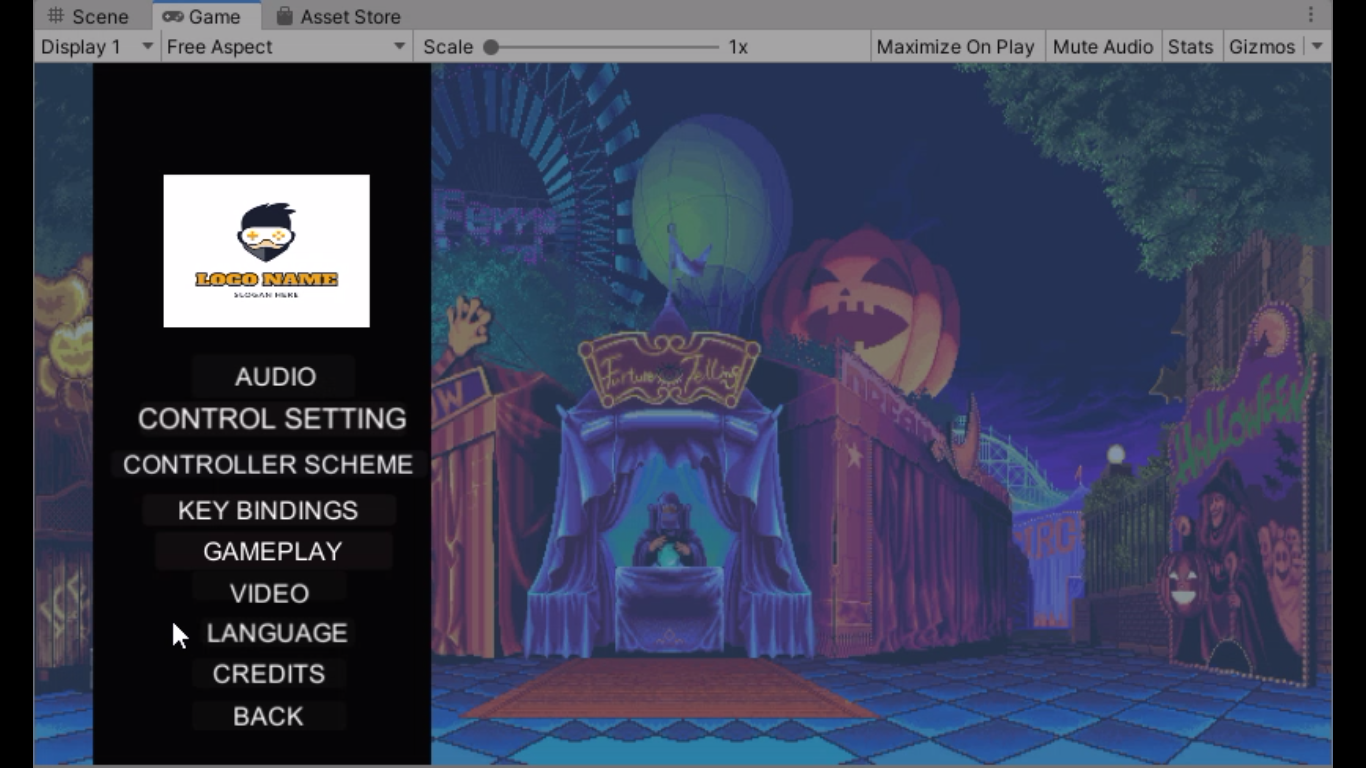 Scene Game Asset Store
Display 1 Free Aspect Scale 1x Maximize On Play Mute Audio Stats Gizmos
LOGO NAME
SLOGAN HERE
AUDIO
CONTROL SETTING
CONTROLLER SCHEME
KEY BINDINGS
GAMEPLAY
VIDEO
LANGUAGE
CREDITS
BACK
Fortune Telling
HALLOWEEN
ICE